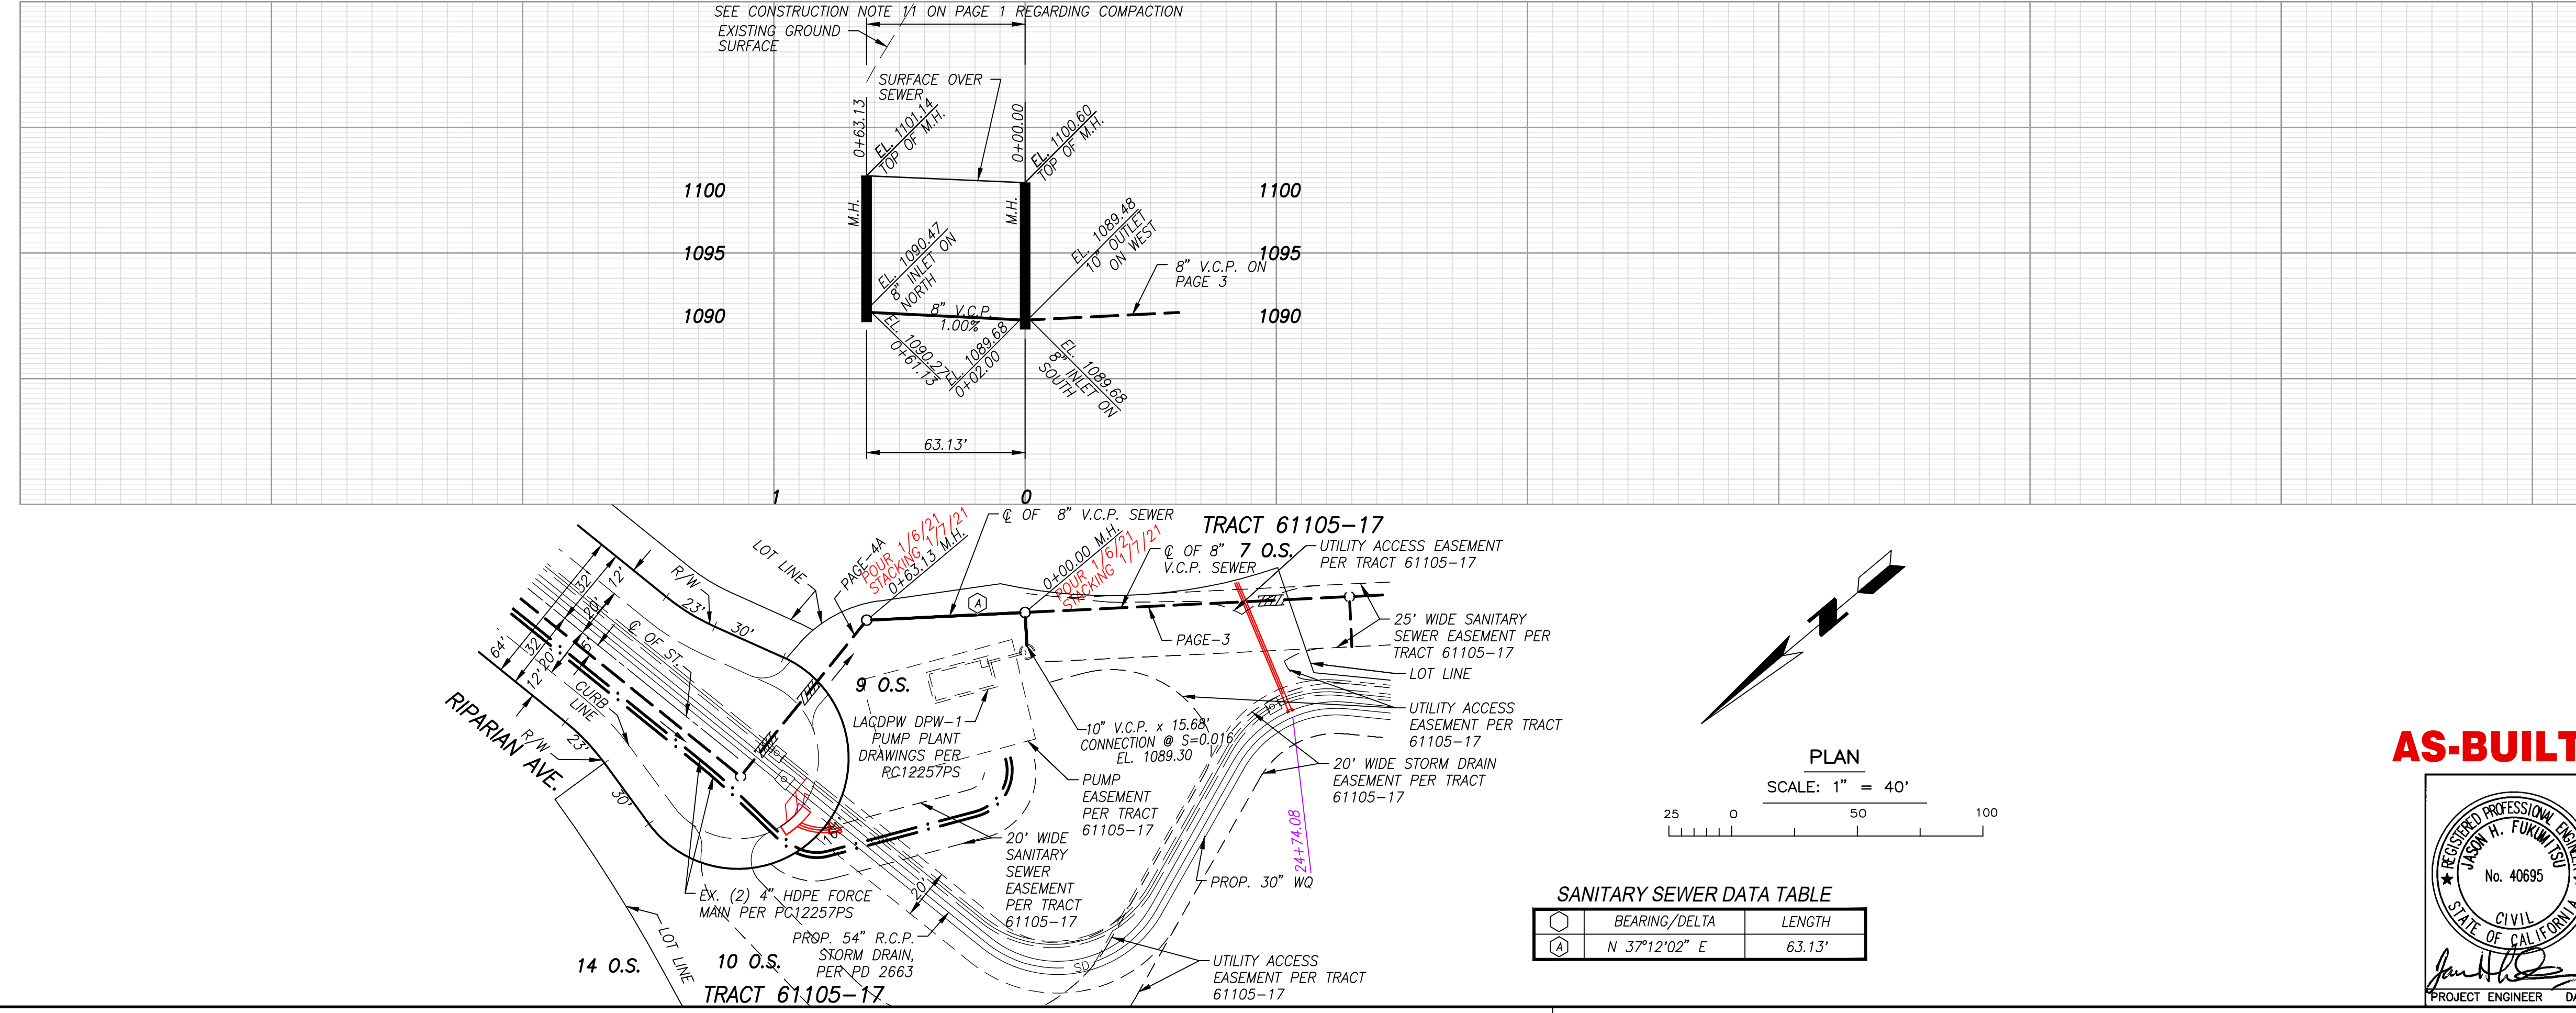 SEE CONSTRUCTION NOTE 11 ON PAGE 1 REGARDING COMPACTION
EXISTING GROUND
SURFACE
SURFACE OVER
SEWER
0+63.13
EL. 1101.14
TOP OF M.H.
0+00.00
EL. 1100.60
TOP OF M.H.
1100
1100
M.H.
M.H.
EL. 1090.47
8" INLET ON
NORTH
EL. 1089.48
10" OUTLET
ON WEST
1095
1095
8" V.C.P. ON
PAGE 3
1090
1090
8" V.C.P.
1.00%
EL. 1090.27
0+61.13
EL. 1089.68
0+02.00
EL. 1089.68
8" INLET ON
SOUTH
63.13'
1
0
℄ OF 8" V.C.P. SEWER
TRACT 61105-17
PAGE-4A
POUR 1/6/21
STACKING 1/7/21
0+63.13 M.H.
0+00.00 M.H.
POUR 1/6/21
STACKING 1/7/21
℄ OF 8"
V.C.P. SEWER
7 O.S.
UTILITY ACCESS EASEMENT
PER TRACT 61105-17
LOT LINE
R/W
32'
12'
20'
23'
30'
A
℄ OF ST.
64'
32'
20'
6'
12'
CURB
LINE
PAGE-3
25' WIDE SANITARY
SEWER EASEMENT PER
TRACT 61105-17
LOT LINE
9 O.S.
RIPARIAN AVE.
R/W
23'
30'
LACDPW DPW-1
PUMP PLANT
DRAWINGS PER
PC12257PS
10" V.C.P. x 15.68'
CONNECTION @ S=0.016
EL. 1089.30
UTILITY ACCESS
EASEMENT PER TRACT
61105-17
PUMP
EASEMENT
PER TRACT
61105-17
20' WIDE STORM DRAIN
EASEMENT PER TRACT
61105-17
16'
24+74.08
20' WIDE
SANITARY
SEWER
EASEMENT
PER TRACT
61105-17
20'
PROP. 30" WQ
EX. (2) 4" HDPE FORCE
MAIN PER PC12257PS
PROP. 54" R.C.P.
STORM DRAIN,
PER PD 2663
LOT LINE
14 O.S.
10 O.S.
TRACT 61105-17
SD
UTILITY ACCESS
EASEMENT PER TRACT
61105-17
N
PLAN
SCALE: 1" = 40'
25 0 50 100
SANITARY SEWER DATA TABLE
BEARING/DELTA LENGTH
A N 37°12'02" E 63.13'
AS-BUILT
REGISTERED PROFESSIONAL ENGINEER
JASON H. FUKUMITSU
No. 40695
CIVIL
STATE OF CALIFORNIA
PROJECT ENGINEER